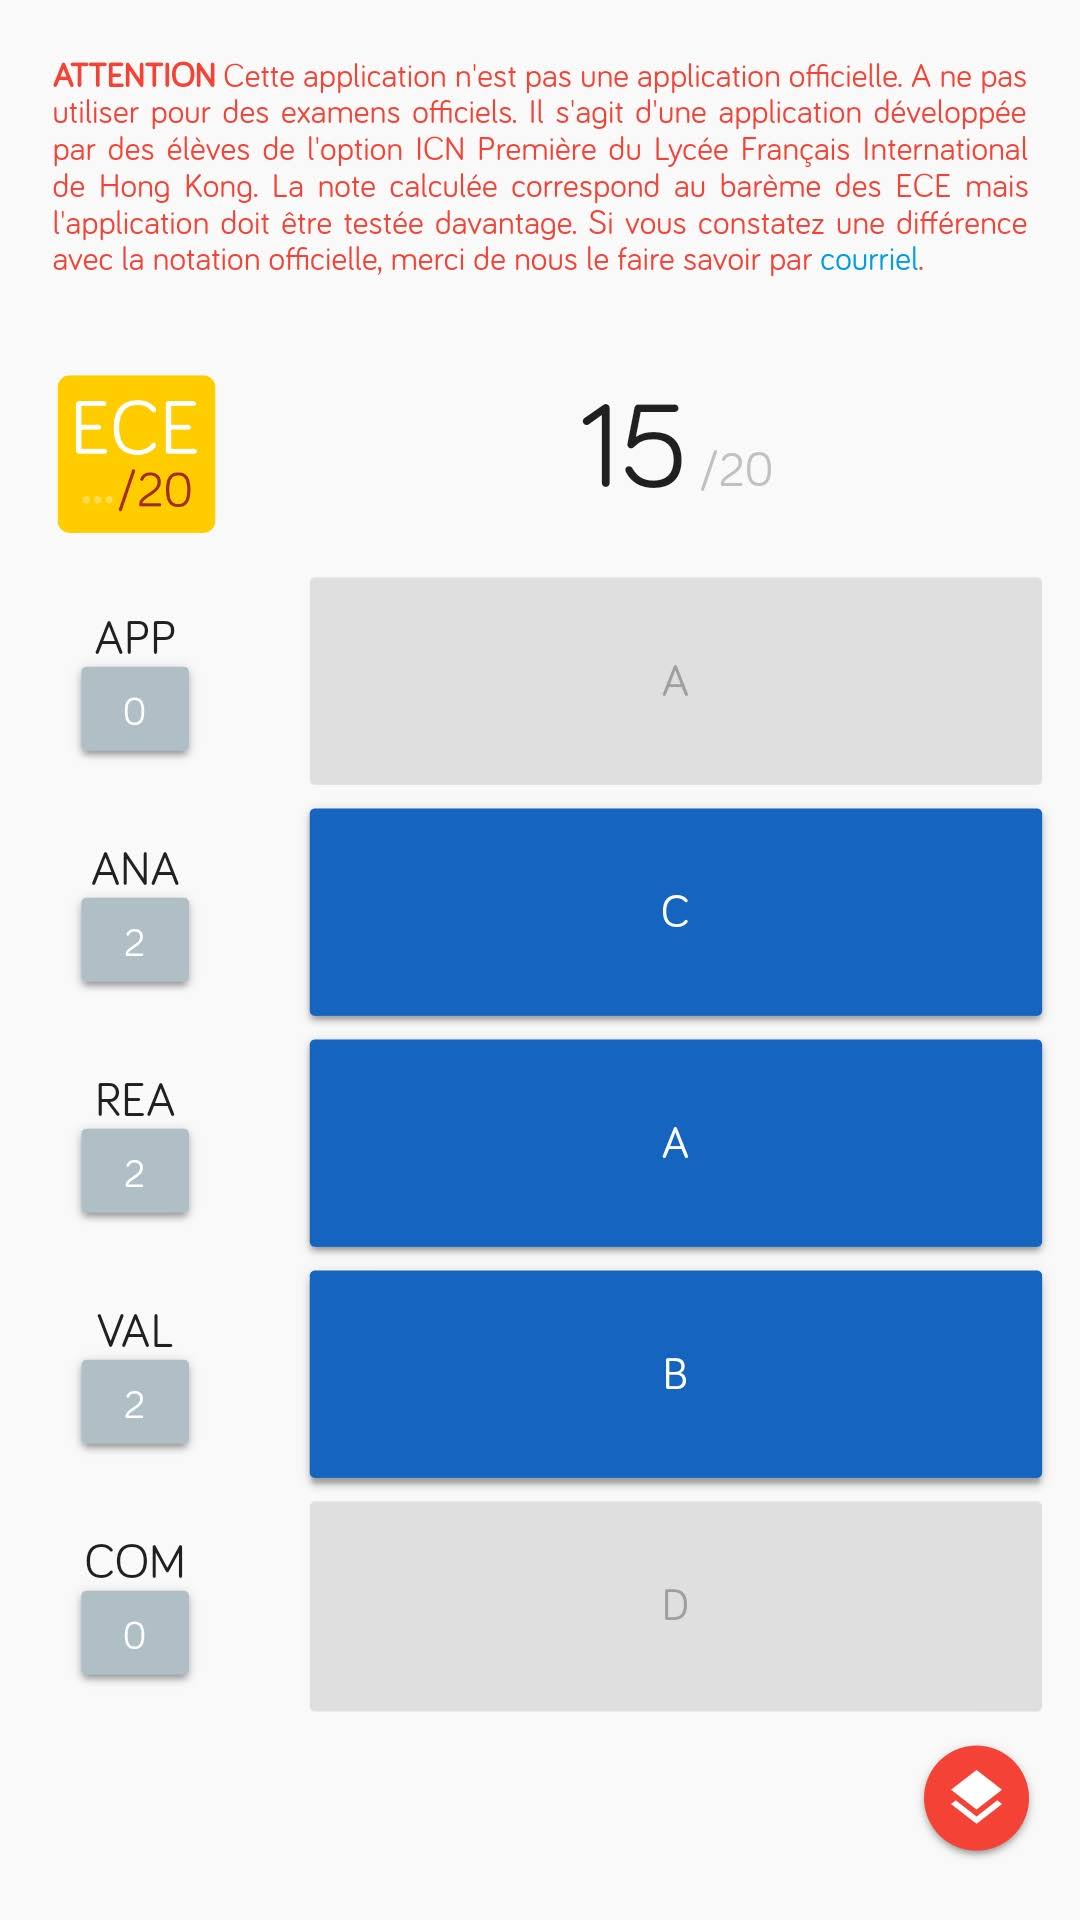 ATTENTION Cette application n'est pas une application officielle. A ne pas
utiliser pour des examens officiels. Il s'agit d'une application développée
par des élèves de l'option ICN Première du Lycée Français International
de Hong Kong. La note calculée correspond au barème des ECE mais
l'application doit être testée davantage. Si vous constatez une différence
avec la notation officielle, merci de nous le faire savoir par courriel.
ECE
.../20
15 /20
APP
0
A
ANA
2
C
REA
2
A
VAL
2
B
COM
0
D